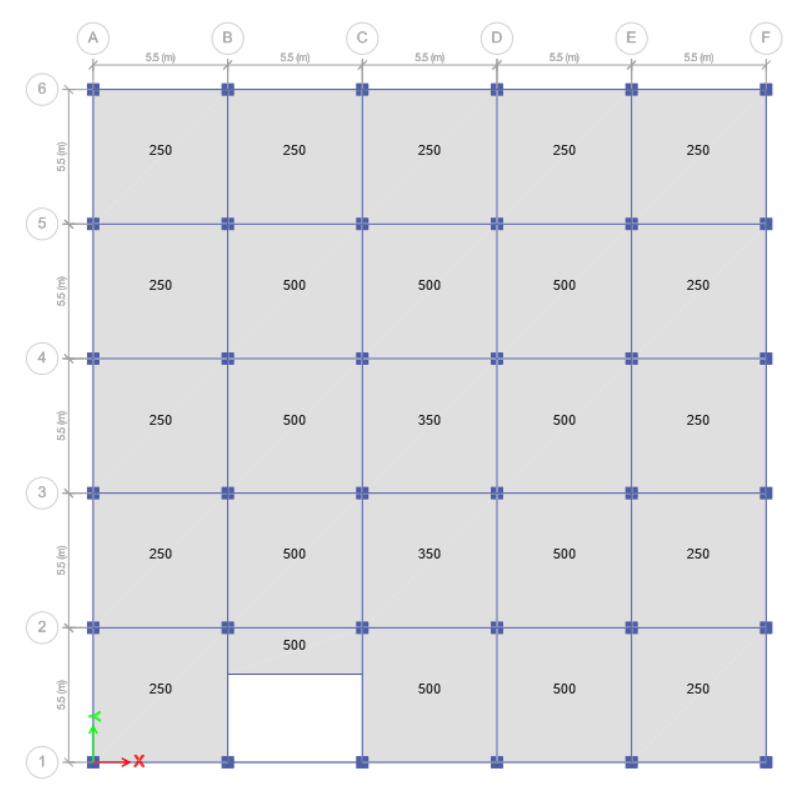 A B C D E F
5.5 (m) 5.5 (m) 5.5 (m) 5.5 (m) 5.5 (m)
6
5.5 (m) 250 250 250 250 250
5
5.5 (m) 250 500 500 500 250
4
5.5 (m) 250 500 350 500 250
3
5.5 (m) 250 500 350 500 250
2
500
5.5 (m) 250 500 500 250
Y
1 X